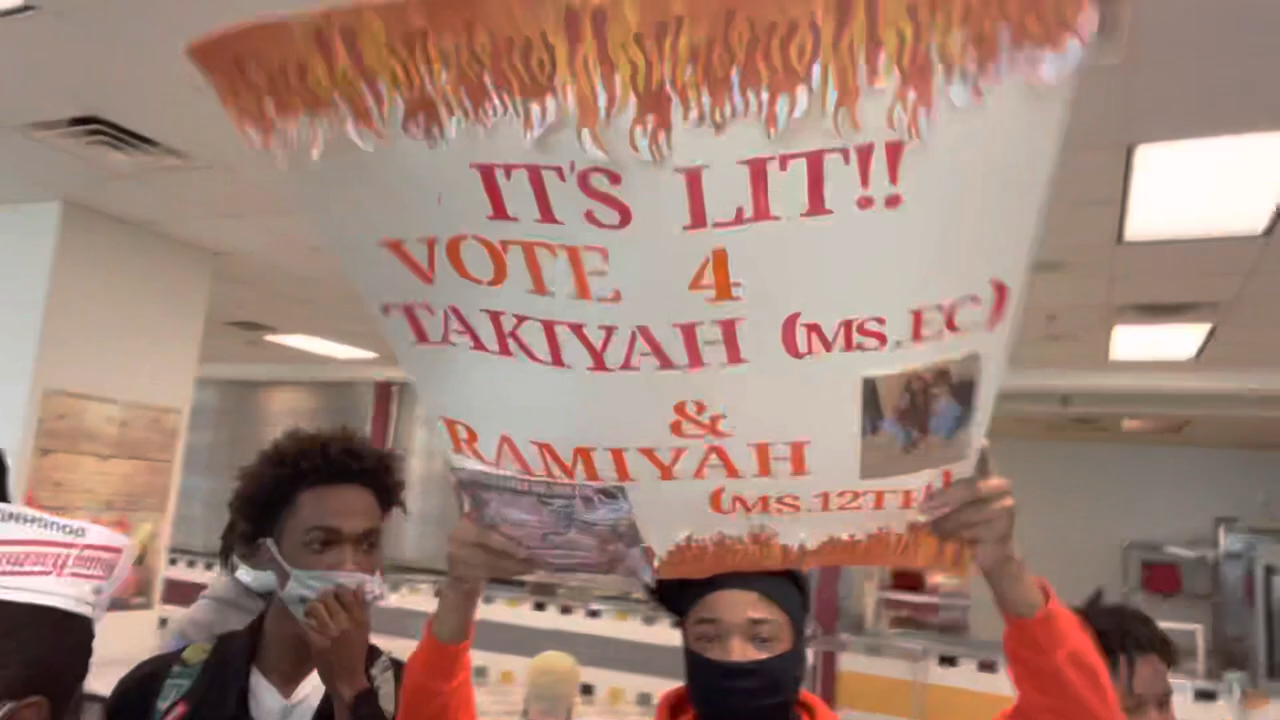 IT'S LIT!!
VOTE 4
TAKIYAH (MS.EC)
&
RAMIYAH
(MS.12TH)